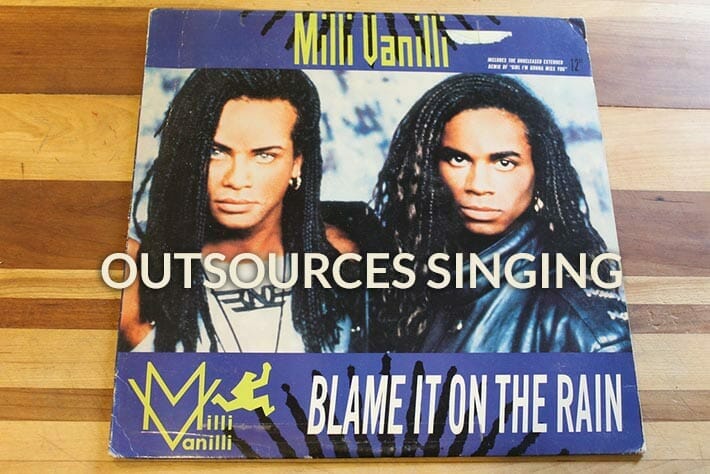 Milli Vanilli
INCLUDES THE UNRELEASED EXTENDED
REMIX OF "GIRL I'M GONNA MISS YOU"
12"
OUTSOURCES SINGING
Milli
Vanilli
BLAME IT ON THE RAIN